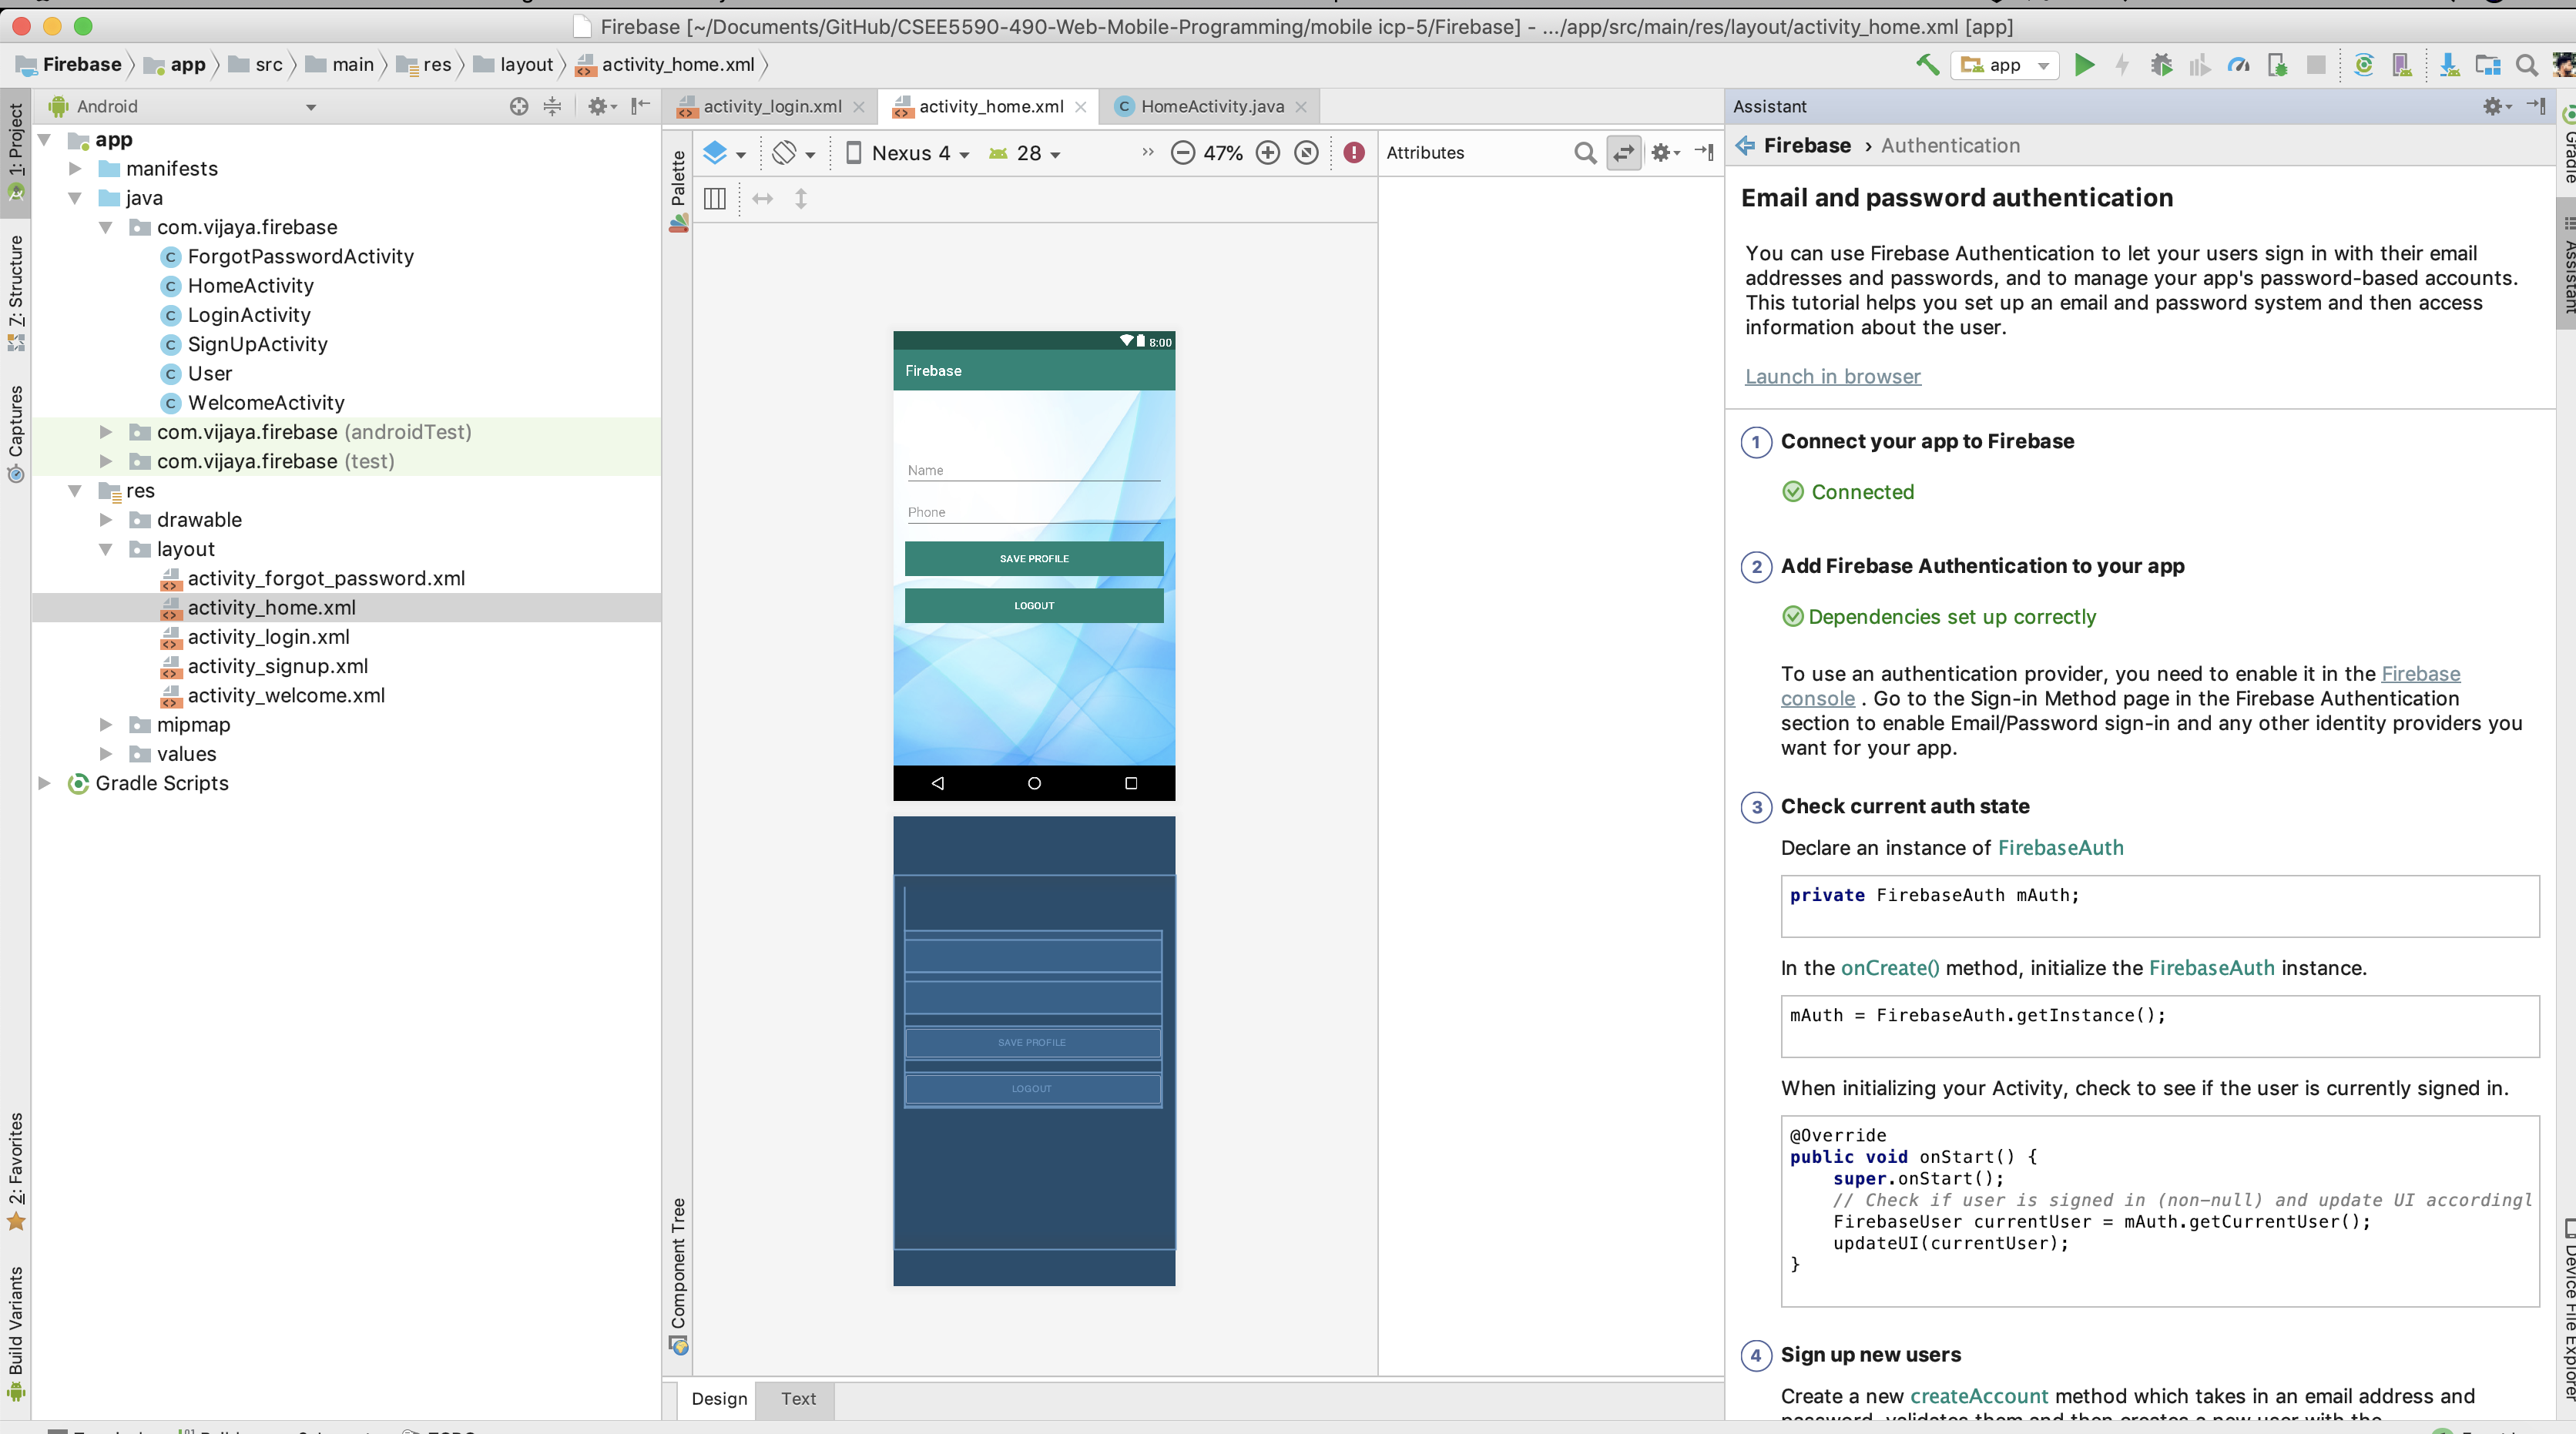 Firebase [~/Documents/GitHub/CSEE5590-490-Web-Mobile-Programming/mobile icp-5/Firebase] - .../app/src/main/res/layout/activity_home.xml [app]
Firebase app src main res layout activity_home.xml
app
Android
activity_login.xml activity_home.xml HomeActivity.java
Assistant
1: Project
Z: Structure
Captures
2: Favorites
Build Variants
app
manifests
java
com.vijaya.firebase
ForgotPasswordActivity
HomeActivity
LoginActivity
SignUpActivity
User
WelcomeActivity
com.vijaya.firebase (androidTest)
com.vijaya.firebase (test)
res
drawable
layout
activity_forgot_password.xml
activity_home.xml
activity_login.xml
activity_signup.xml
activity_welcome.xml
mipmap
values
Gradle Scripts
Palette
Component Tree
Nexus 4 28 47%
Attributes
8:00
Firebase
Name
Phone
SAVE PROFILE
LOGOUT
SAVE PROFILE
LOGOUT
Design Text
Firebase › Authentication
Email and password authentication
You can use Firebase Authentication to let your users sign in with their email
addresses and passwords, and to manage your app's password-based accounts.
This tutorial helps you set up an email and password system and then access
information about the user.
Launch in browser
1 Connect your app to Firebase
Connected
2 Add Firebase Authentication to your app
Dependencies set up correctly
To use an authentication provider, you need to enable it in the Firebase
console . Go to the Sign-in Method page in the Firebase Authentication
section to enable Email/Password sign-in and any other identity providers you
want for your app.
3 Check current auth state
Declare an instance of FirebaseAuth
private FirebaseAuth mAuth;
In the onCreate() method, initialize the FirebaseAuth instance.
mAuth = FirebaseAuth.getInstance();
When initializing your Activity, check to see if the user is currently signed in.
@Override
public void onStart() {
super.onStart();
// Check if user is signed in (non-null) and update UI accordingl
FirebaseUser currentUser = mAuth.getCurrentUser();
updateUI(currentUser);
}
4 Sign up new users
Create a new createAccount method which takes in an email address and
password, validates them and then creates a new user with the
Gradle
Assistant
Device File Explorer